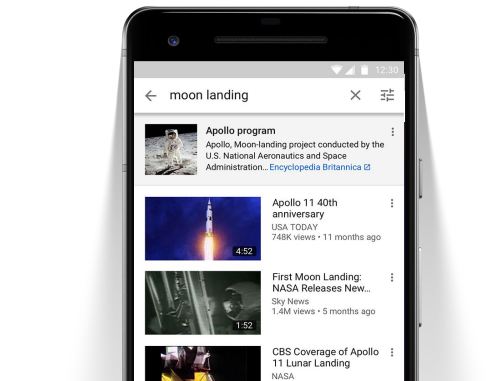 12:30
moon landing
Apollo program
Apollo, Moon-landing project conducted by the
U.S. National Aeronautics and Space
Administration... Encyclopedia Britannica
Apollo 11 40th
anniversary
USA TODAY
748K views • 11 months ago
4:52
First Moon Landing:
NASA Releases New...
Sky News
1.4M views • 5 months ago
1:52
CBS Coverage of Apollo
11 Lunar Landing
NASA